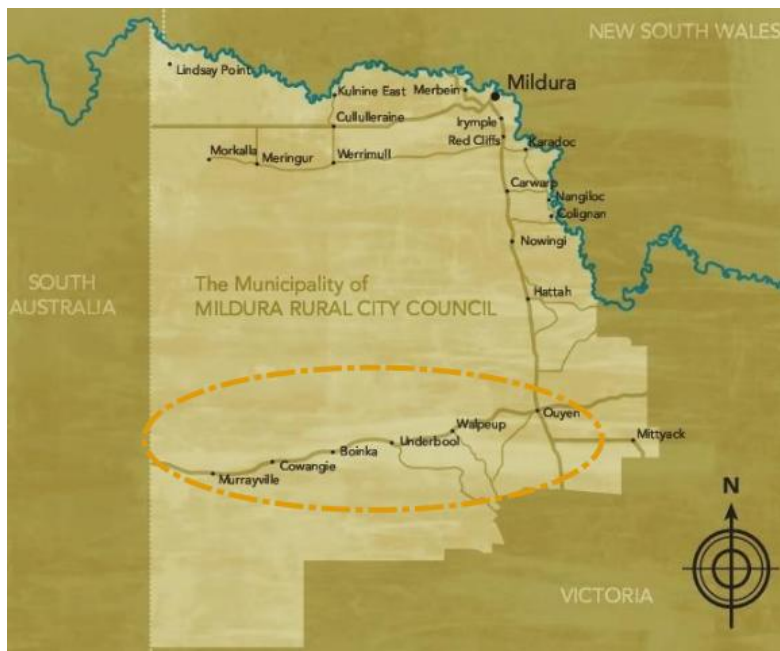 NEW SOUTH WALES
Lindsay Point
Kulnine East
Merbein
Mildura
Cullulleraine
Irymple
Red Cliffs
Karadoc
Morkalla
Meringur
Werrimull
Carwarp
Nangiloc
Colignan
Nowingi
SOUTH
AUSTRALIA
The Municipality of
MILDURA RURAL CITY COUNCIL
Hattah
Ouyen
Walpeup
Underbool
Mittyack
Boinka
Cowangie
Murrayville
N
VICTORIA